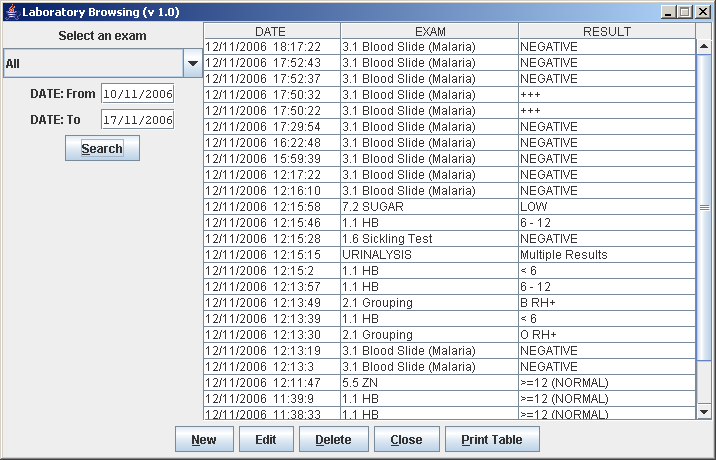 Laboratory Browsing (v 1.0)
Select an exam
All
DATE: From 10/11/2006
DATE: To 17/11/2006
Search
DATE EXAM RESULT
12/11/2006 18:17:22 3.1 Blood Slide (Malaria) NEGATIVE
12/11/2006 17:52:43 3.1 Blood Slide (Malaria) NEGATIVE
12/11/2006 17:52:37 3.1 Blood Slide (Malaria) NEGATIVE
12/11/2006 17:50:32 3.1 Blood Slide (Malaria) +++
12/11/2006 17:50:22 3.1 Blood Slide (Malaria) +++
12/11/2006 17:29:54 3.1 Blood Slide (Malaria) NEGATIVE
12/11/2006 16:22:48 3.1 Blood Slide (Malaria) NEGATIVE
12/11/2006 15:59:39 3.1 Blood Slide (Malaria) NEGATIVE
12/11/2006 12:17:22 3.1 Blood Slide (Malaria) NEGATIVE
12/11/2006 12:16:10 3.1 Blood Slide (Malaria) NEGATIVE
12/11/2006 12:15:58 7.2 SUGAR LOW
12/11/2006 12:15:46 1.1 HB 6 - 12
12/11/2006 12:15:28 1.6 Sickling Test NEGATIVE
12/11/2006 12:15:15 URINALYSIS Multiple Results
12/11/2006 12:15:2 1.1 HB < 6
12/11/2006 12:13:57 1.1 HB 6 - 12
12/11/2006 12:13:49 2.1 Grouping B RH+
12/11/2006 12:13:39 1.1 HB < 6
12/11/2006 12:13:30 2.1 Grouping O RH+
12/11/2006 12:13:19 3.1 Blood Slide (Malaria) NEGATIVE
12/11/2006 12:13:3 3.1 Blood Slide (Malaria) NEGATIVE
12/11/2006 12:11:47 5.5 ZN >=12 (NORMAL)
12/11/2006 11:39:9 1.1 HB >=12 (NORMAL)
12/11/2006 11:38:33 1.1 HB >=12 (NORMAL)
New Edit Delete Close Print Table